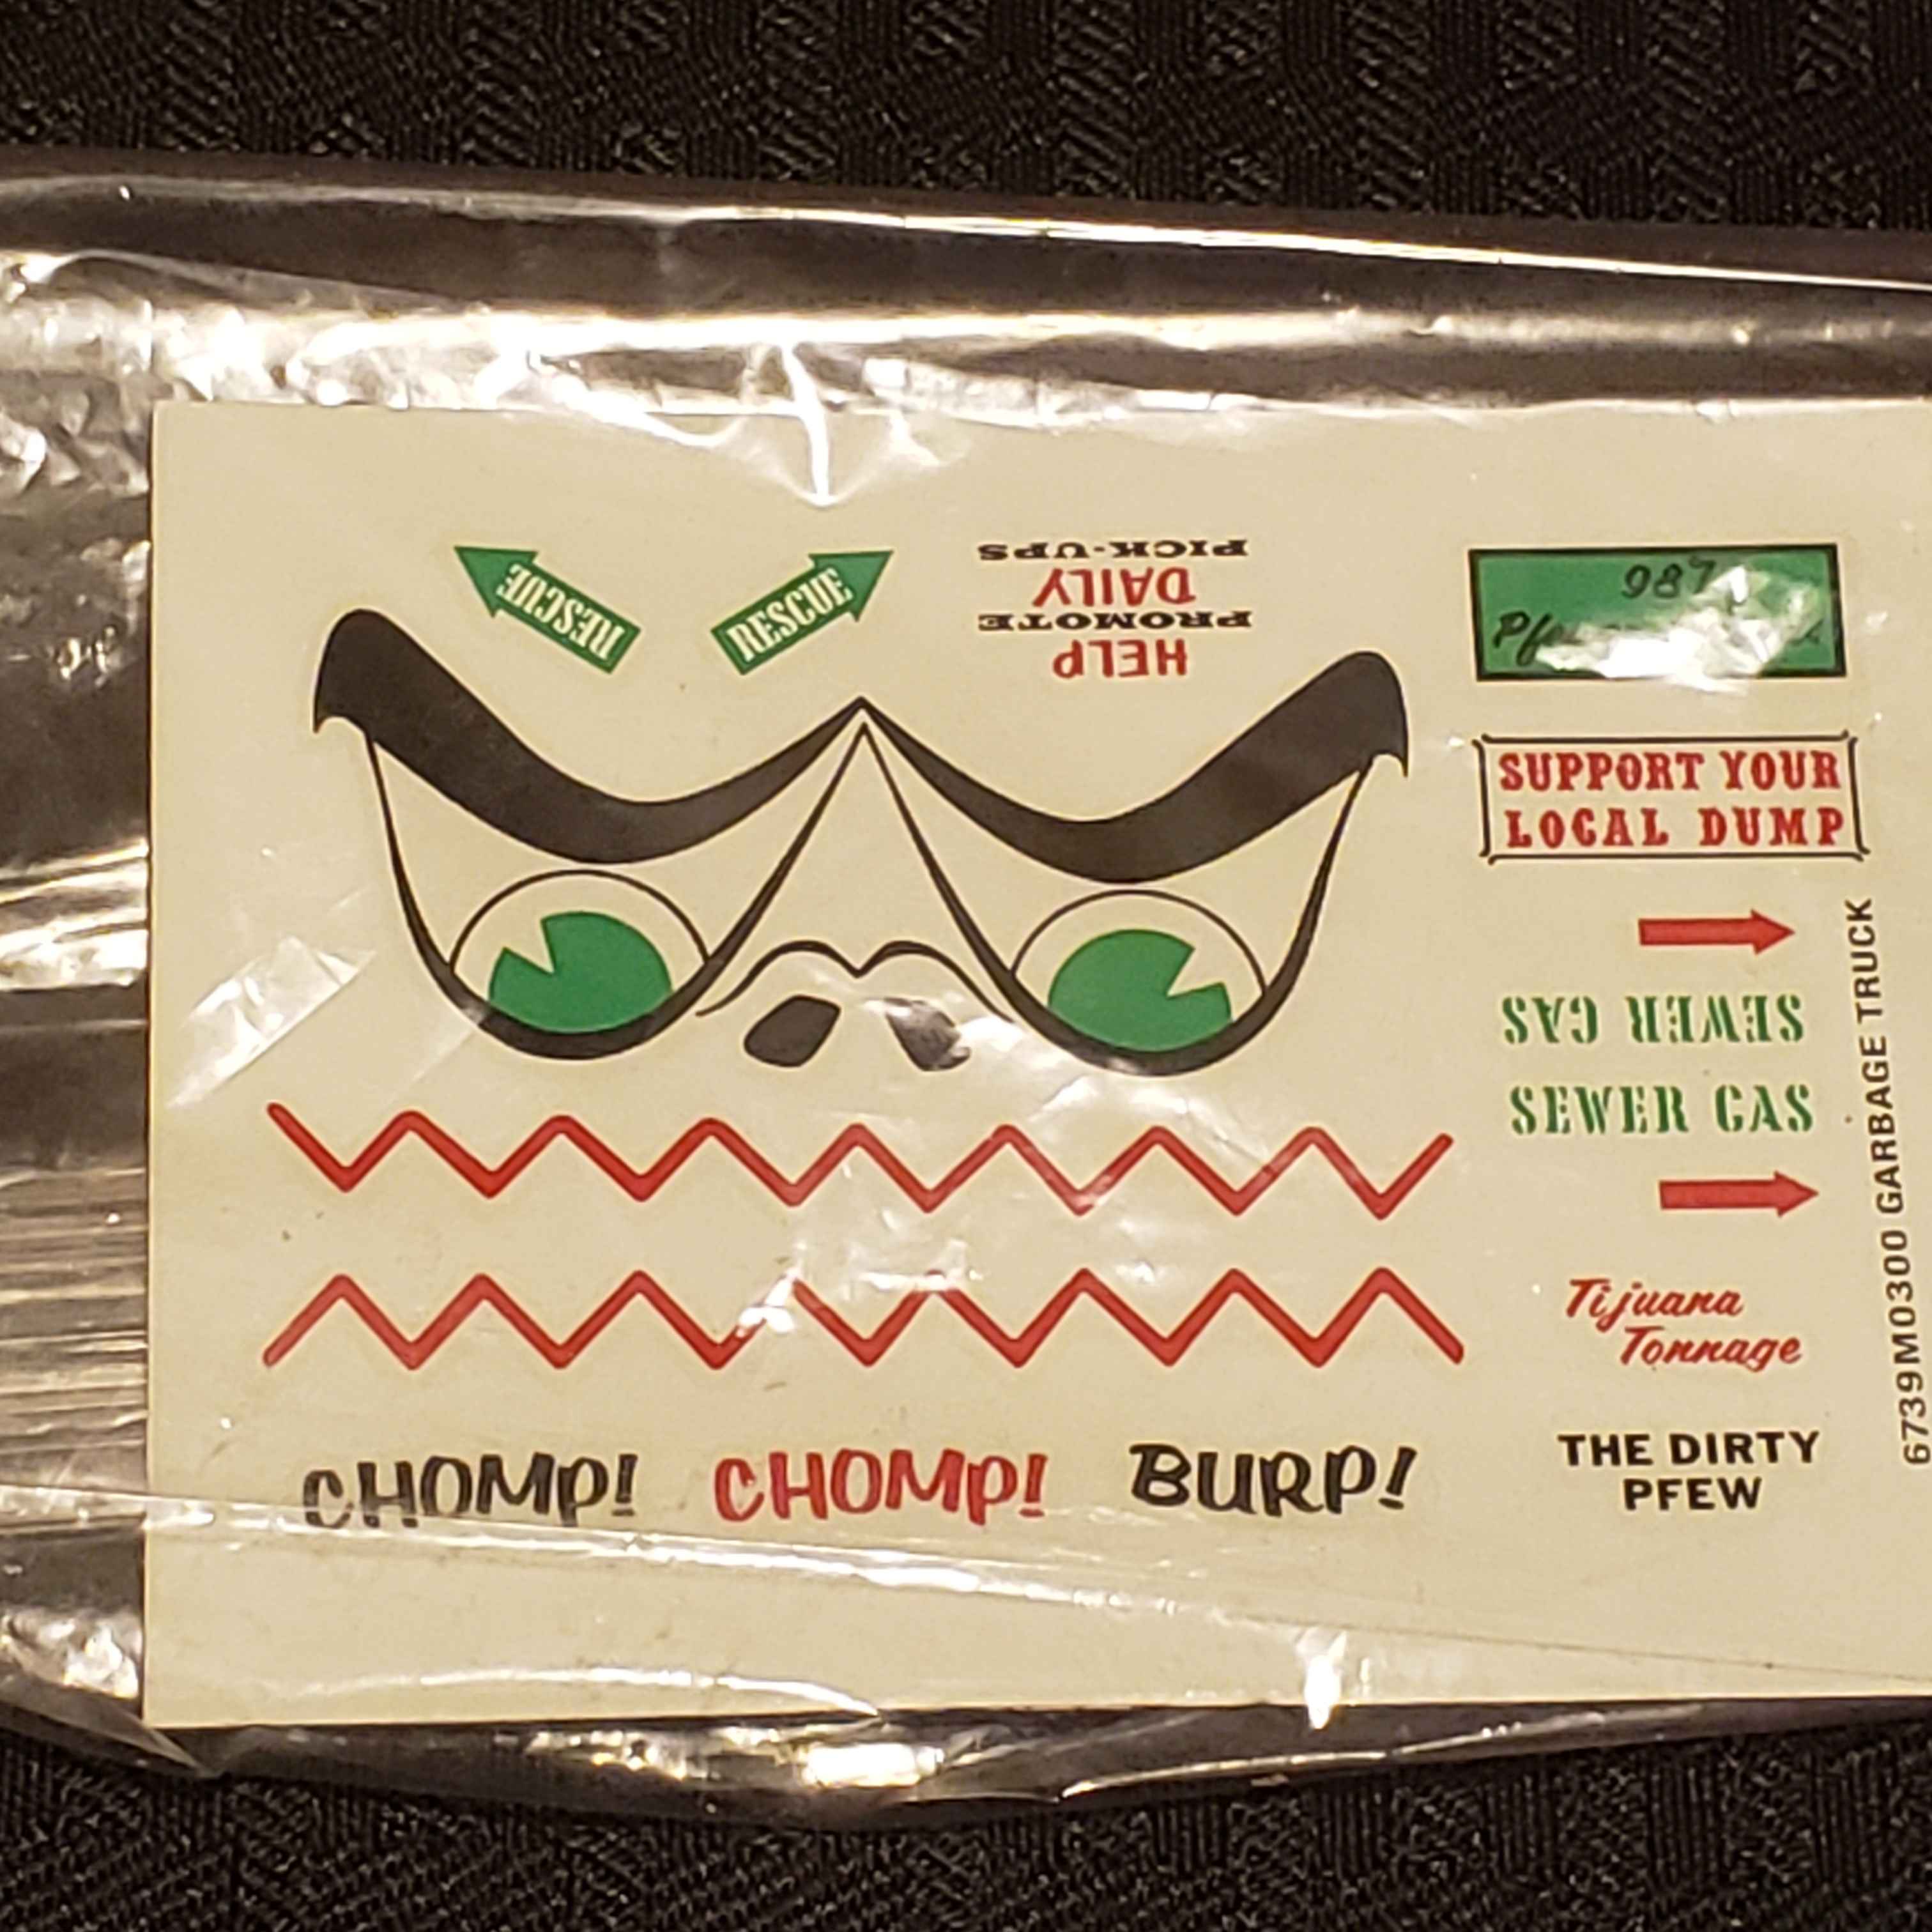 RESCUE
RESCUE
HELP
PROMOTE
DAILY
PICK-UPS
SUPPORT YOUR
LOCAL DUMP
SEWER GAS
SEWER GAS
Tijuana
Tonnage
THE DIRTY
PFEW
CHOMP! CHOMP! BURP!
6739M0300 GARBAGE TRUCK